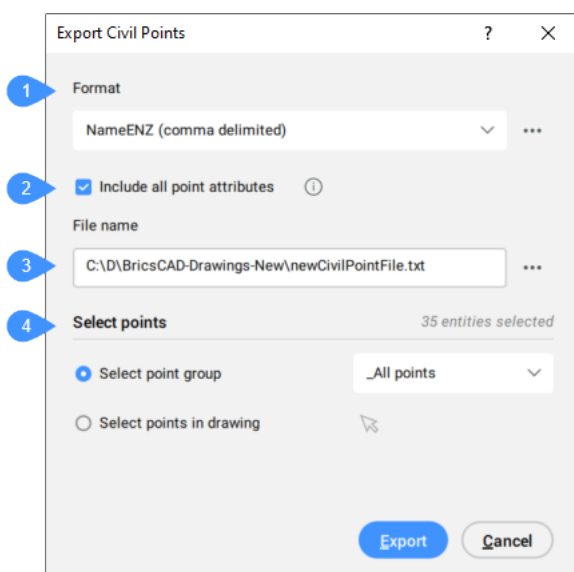 Export Civil Points ?
1 Format
NameENZ (comma delimited) ...
2 Include all point attributes
File name
3 C:\D\BricsCAD-Drawings-New\newCivilPointFile.txt ...
4 Select points 35 entities selected
Select point group _All points
Select points in drawing
Export Cancel